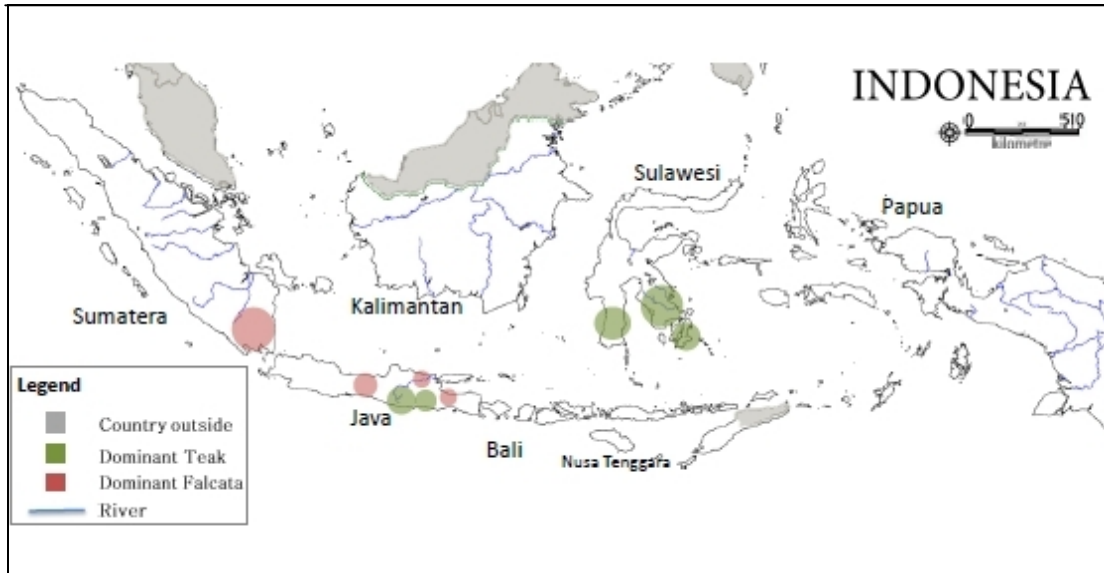 INDONESIA
0 510
kilometre
Sulawesi
Papua
Kalimantan
Sumatera
Java
Bali
Nusa Tenggara
Legend
Country outside
Dominant Teak
Dominant Falcata
River